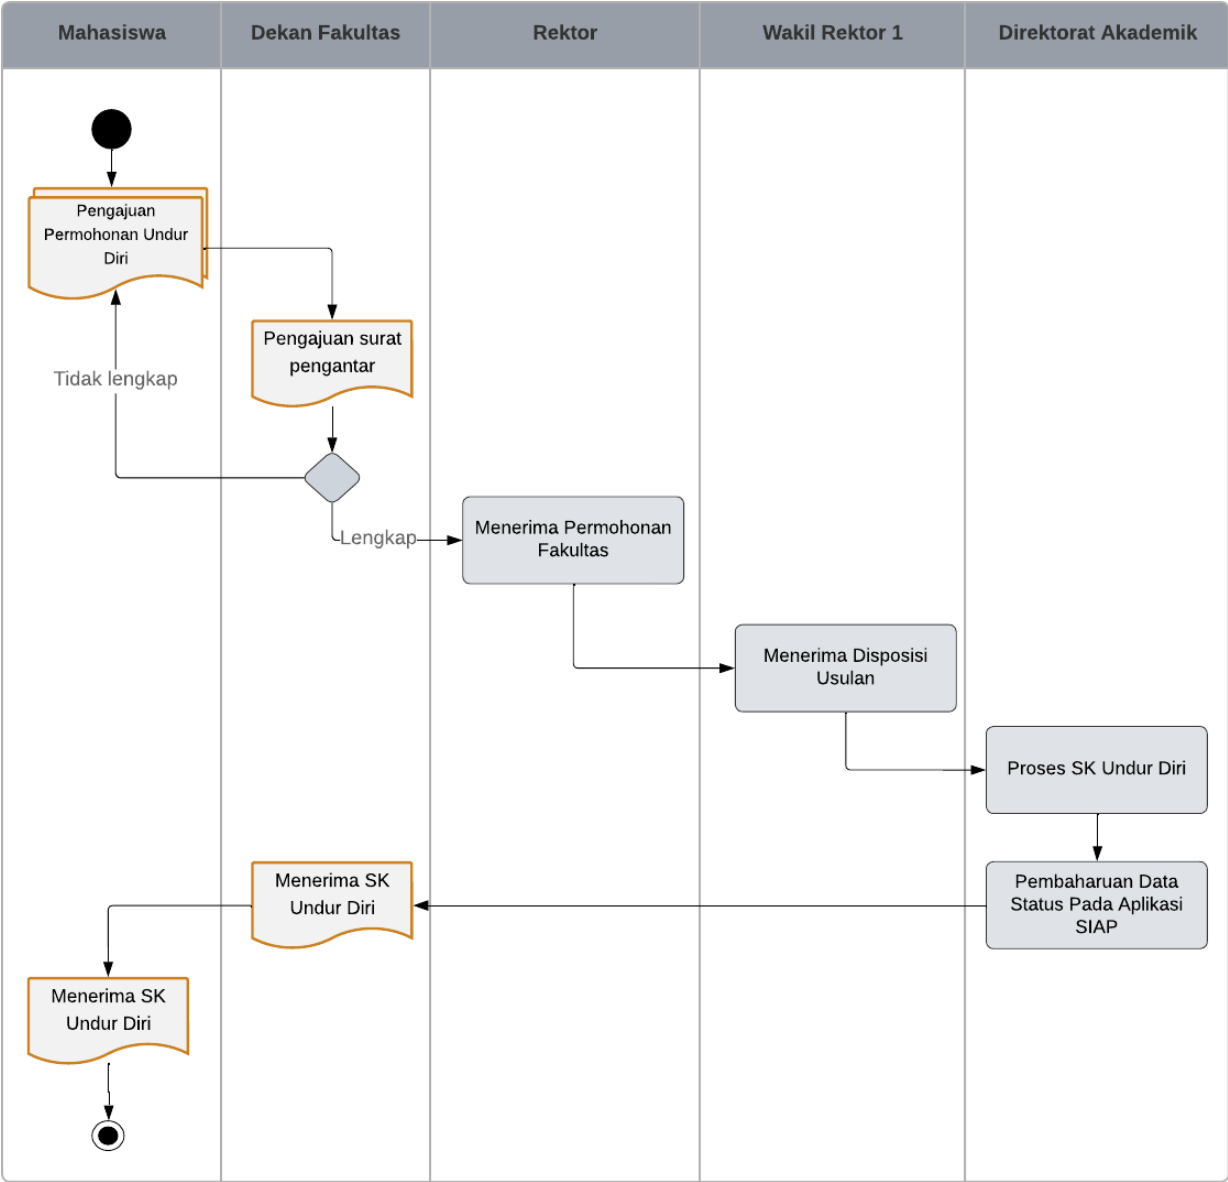 Mahasiswa
Dekan Fakultas
Rektor
Wakil Rektor 1
Direktorat Akademik
Pengajuan
Permohonan Undur
Diri
Pengajuan surat
pengantar
Tidak lengkap
Lengkap
Menerima Permohonan
Fakultas
Menerima Disposisi
Usulan
Proses SK Undur Diri
Pembaharuan Data
Status Pada Aplikasi
SIAP
Menerima SK
Undur Diri
Menerima SK
Undur Diri